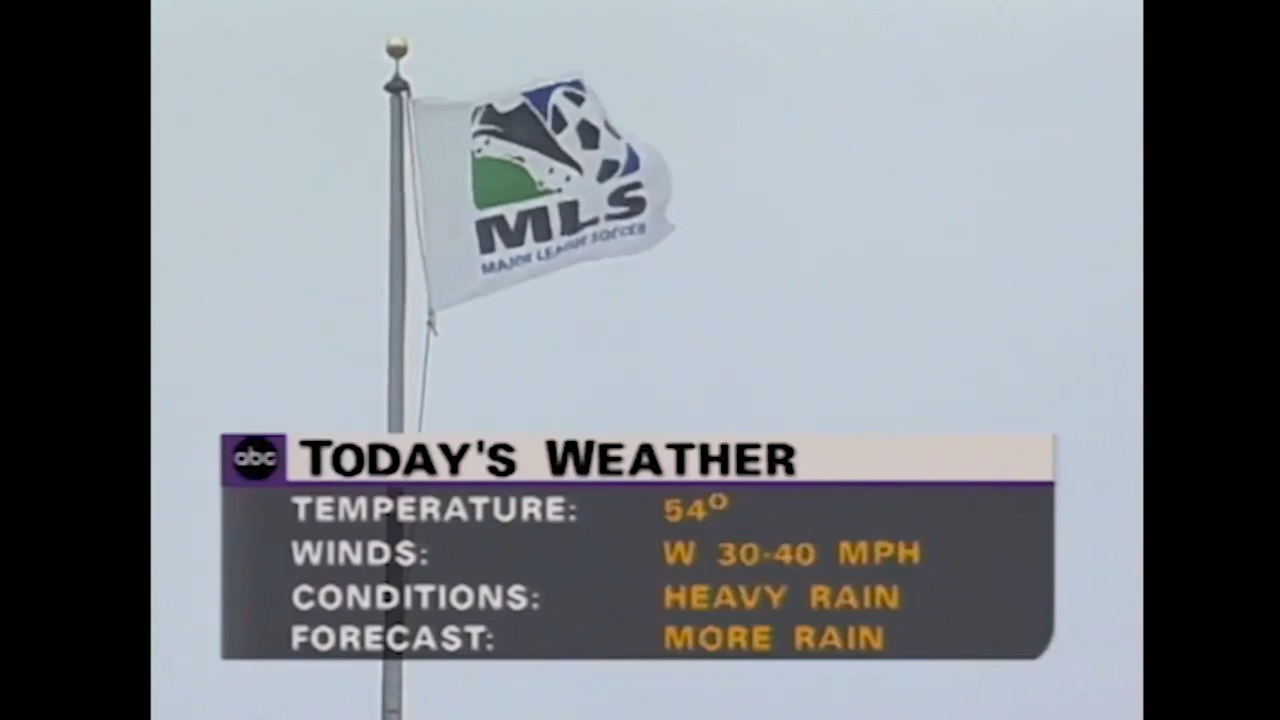 MLS
MAJOR LEAGUE SOCCER
abc TODAY'S WEATHER
TEMPERATURE: 54°
WINDS: W 30-40 MPH
CONDITIONS: HEAVY RAIN
FORECAST: MORE RAIN